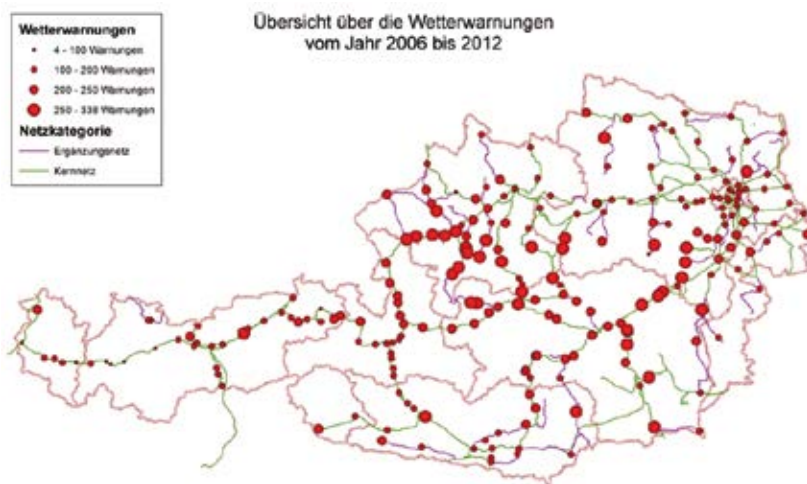 Übersicht über die Wetterwarnungen
vom Jahr 2006 bis 2012
Wetterwarnungen
4 - 100 Warnungen
100 - 200 Warnungen
200 - 250 Warnungen
250 - 338 Warnungen
Netzkategorie
Ergänzungsnetz
Kernnetz